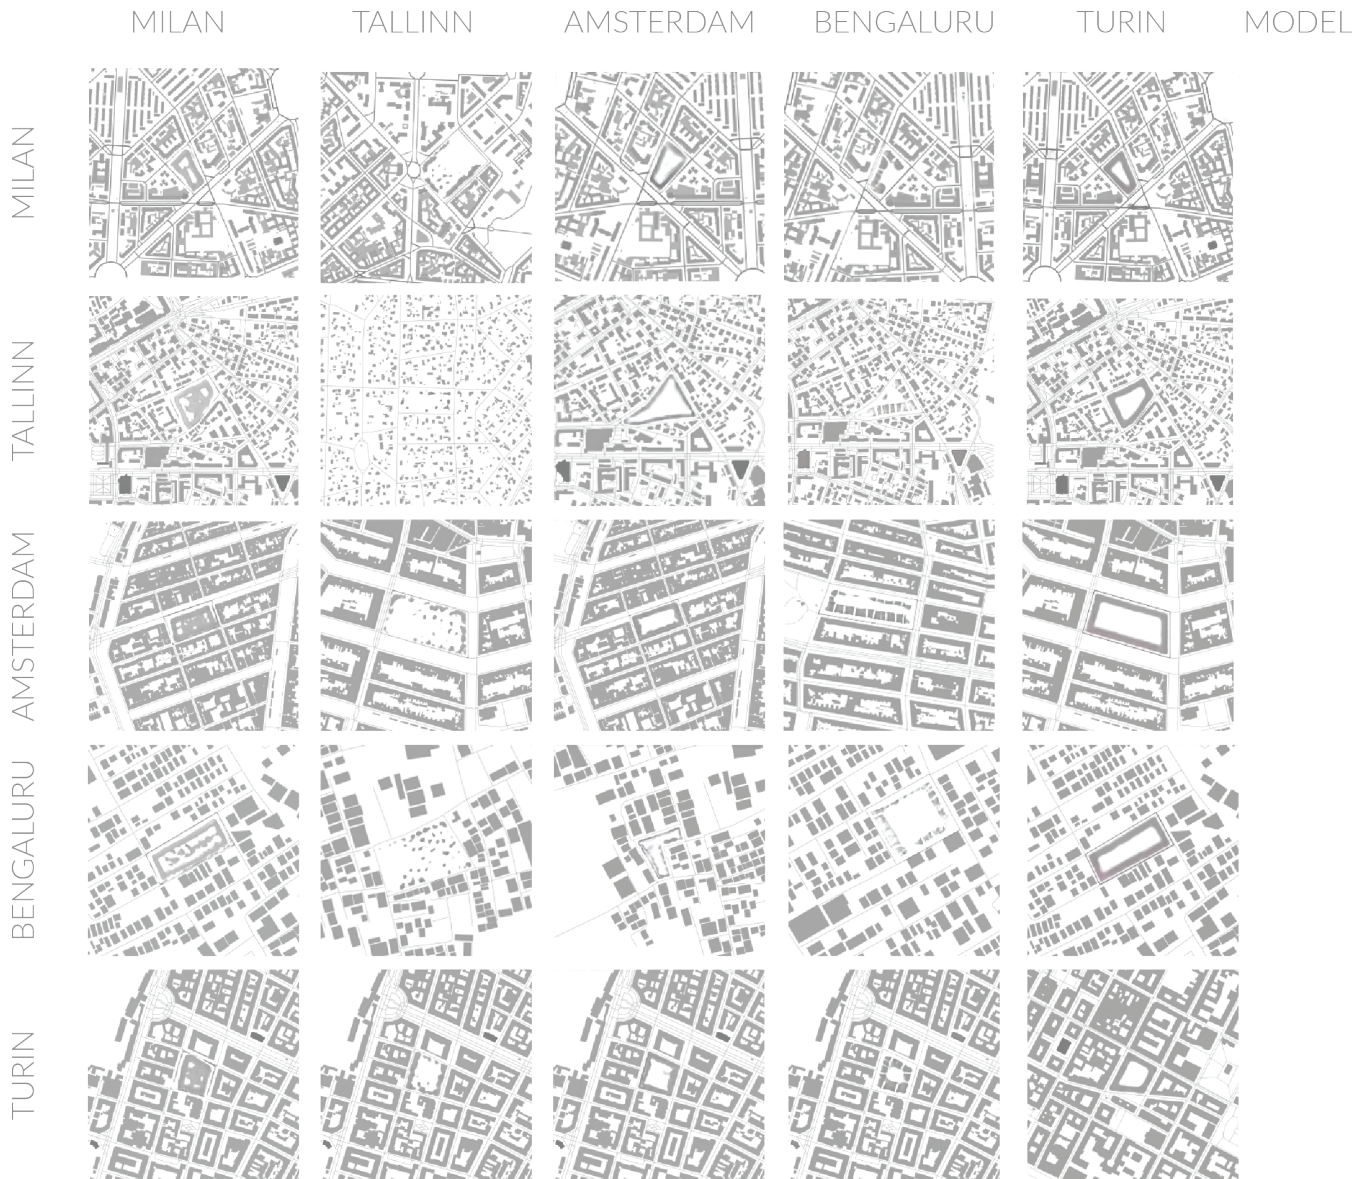 MILAN TALLINN AMSTERDAM BENGALURU TURIN MODEL
MILAN
TALLINN
AMSTERDAM
BENGALURU
TURIN